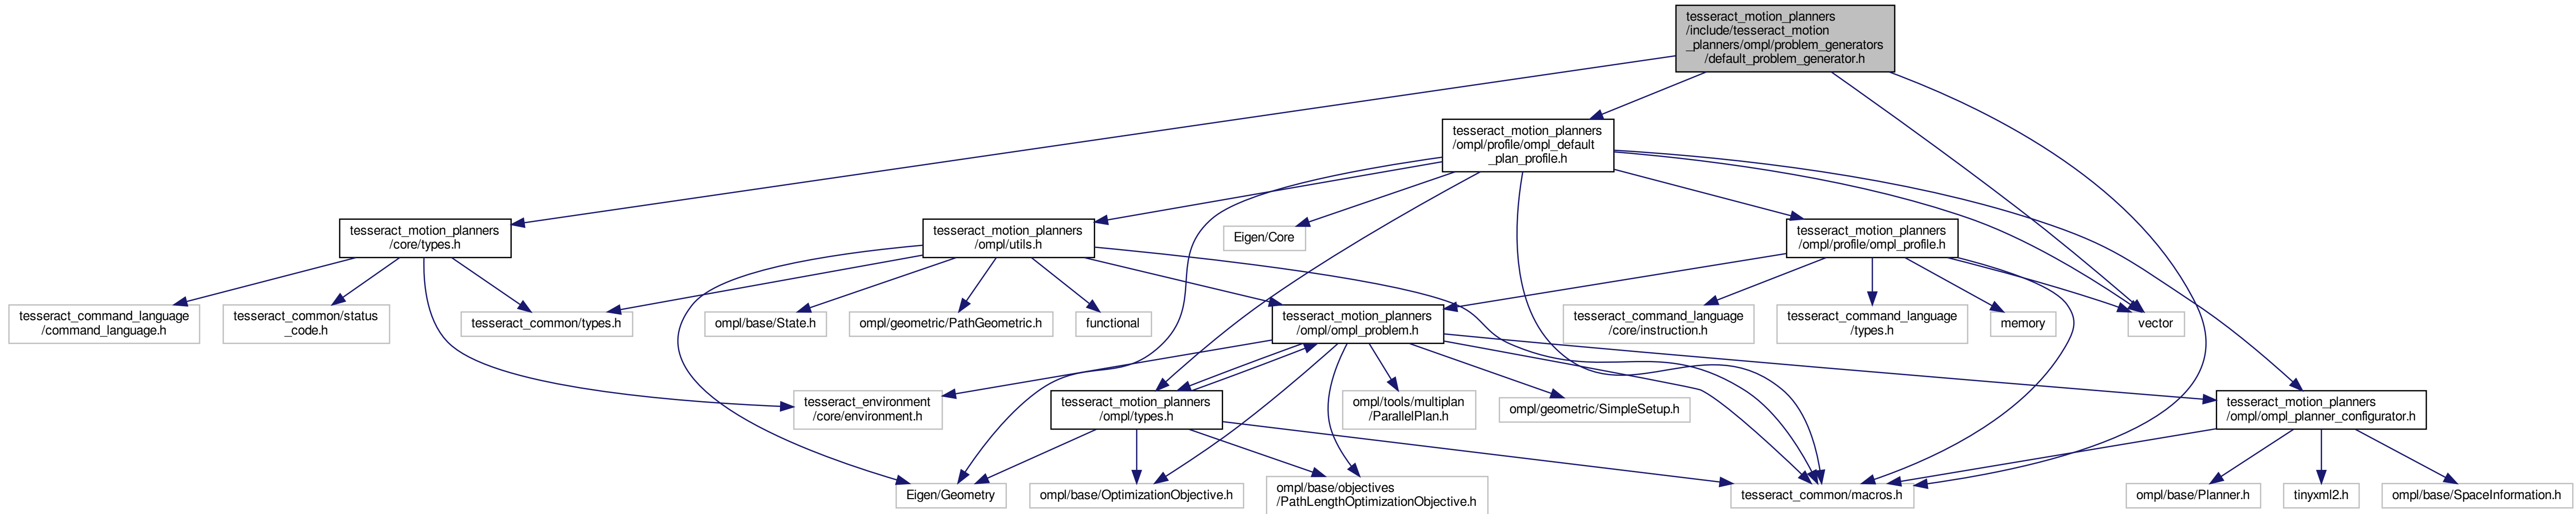 tesseract_motion_planners
/include/tesseract_motion
_planners/ompl/problem_generators
/default_problem_generator.h
tesseract_motion_planners
/ompl/profile/ompl_default
_plan_profile.h
tesseract_motion_planners
/core/types.h
tesseract_motion_planners
/ompl/utils.h
Eigen/Core
tesseract_motion_planners
/ompl/profile/ompl_profile.h
tesseract_command_language
/command_language.h
tesseract_common/status
_code.h
tesseract_common/types.h
ompl/base/State.h
ompl/geometric/PathGeometric.h
functional
tesseract_motion_planners
/ompl/ompl_problem.h
tesseract_command_language
/core/instruction.h
tesseract_command_language
/types.h
memory
vector
tesseract_environment
/core/environment.h
tesseract_motion_planners
/ompl/types.h
ompl/tools/multiplan
/ParallelPlan.h
ompl/geometric/SimpleSetup.h
tesseract_motion_planners
/ompl/ompl_planner_configurator.h
Eigen/Geometry
ompl/base/OptimizationObjective.h
ompl/base/objectives
/PathLengthOptimizationObjective.h
tesseract_common/macros.h
ompl/base/Planner.h
tinyxml2.h
ompl/base/SpaceInformation.h